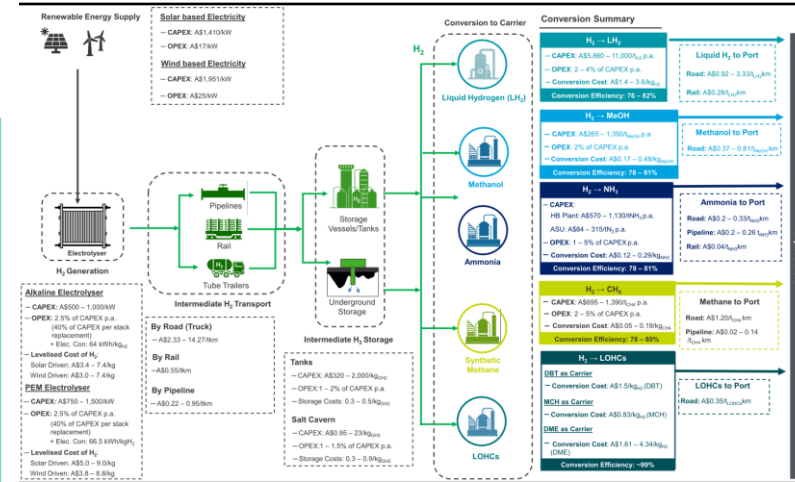 Renewable Energy Supply
Solar based Electricity
— CAPEX: A$1,410/kW
— OPEX: A$17/kW
Wind based Electricity
— CAPEX: A$1,951/kW
— OPEX: A$25/kW
Electrolyser
H₂ Generation
Alkaline Electrolyser
— CAPEX: A$500 – 1,000/kW
— OPEX: 2.5% of CAPEX p.a.
(40% of CAPEX per stack
replacement)
+ Elec. Con: 64 kWh/kgH2
— Levelised Cost of H₂:
Solar Driven: A$3.4 – 7.4/kg
Wind Driven: A$3.0 – 7.4/kg
PEM Electrolyser
— CAPEX: A$750 – 1,500/kW
— OPEX: 2.5% of CAPEX p.a.
(40% of CAPEX per stack
replacement)
+ Elec. Con: 66.5 kWh/kgH₂
— Levelised Cost of H₂:
Solar Driven: A$5.0 – 9.0/kg
Wind Driven: A$3.8 – 8.8/kg
Pipelines
Rail
H₂
Tube Trailers
Intermediate H₂ Transport
By Road (Truck)
— A$2.33 – 14.27/tkm
By Rail
— A$0.55/tkm
By Pipeline
— A$0.22 – 0.95/tkm
Storage
Vessels/Tanks
Underground
Storage
Intermediate H₂ Storage
Tanks
— CAPEX: A$320 – 2,000/kgGH2
— OPEX:1 – 2% of CAPEX p.a.
— Storage Costs: 0.3 – 0.5/kgGH2
Salt Cavern
— CAPEX: A$0.95 – 23/kgGH2
— OPEX:1 – 1.5% of CAPEX p.a.
— Storage Costs: 0.3 – 0.9/kgGH2
H₂
Conversion to Carrier
Liquid Hydrogen (LH₂)
Methanol
Ammonia
Synthetic
Methane
LOHCs
Conversion Summary
— CAPEX: A$5,860 – 11,000/tLH2 p.a.
— OPEX: 2 – 4% of CAPEX p.a.
— Conversion Cost: A$1.4 – 3.6/kgH2
Conversion Efficiency: 76 – 82%
Liquid H₂ to Port
Road: A$0.92 – 3.33/tLH2km
Rail: A$0.28/tLH2km
H₂ → MeOH
— CAPEX: A$265 – 1,350/tMeOH p.a
— OPEX: 2% of CAPEX p.a
— Conversion Cost: A$0.17 – 0.48/kgMeOH
Conversion Efficiency: 78 – 81%
Methanol to Port
Road: A$0.37 – 0.81/tMeOHkm
H₂ → NH₃
— CAPEX:
HB Plant: A$570 – 1,130/tNH₃ p.a.
ASU: A$84 – 315/tN₂ p.a.
— OPEX: 1 – 5% of CAPEX p.a.
— Conversion Cost: A$0.12 – 0.29/kgNH3
Conversion Efficiency: 78 – 81%
Ammonia to Port
Road: A$0.2 – 0.33/tNH3km
Pipeline: A$0.2 – 0.26 tNH3km
Rail: A$0.04/tNH3km
H₂ → CH₄
— CAPEX: A$695 – 1,390/tCH4 p.a.
— OPEX: 2 – 5% of CAPEX p.a.
— Conversion Cost: A$0.05 – 0.19/kgCH4
Conversion Efficiency: 78 – 80%
Methane to Port
Road: A$1.20/tCH4 km
Pipeline: A$0.02 – 0.14
/tCH4km
H₂ → LOHCs
DBT as Carrier
— Conversion Cost: A$1.5/kgH2 (DBT)
MCH as Carrier
— Conversion Cost: A$0.83/kgH2 (MCH)
DME as Carrier
— Conversion Cost: A$1.61 – 4.34/kgH2
(DME)
Conversion Efficiency: ~99%
LOHCs to Port
Road: A$0.35/tLOHCskm